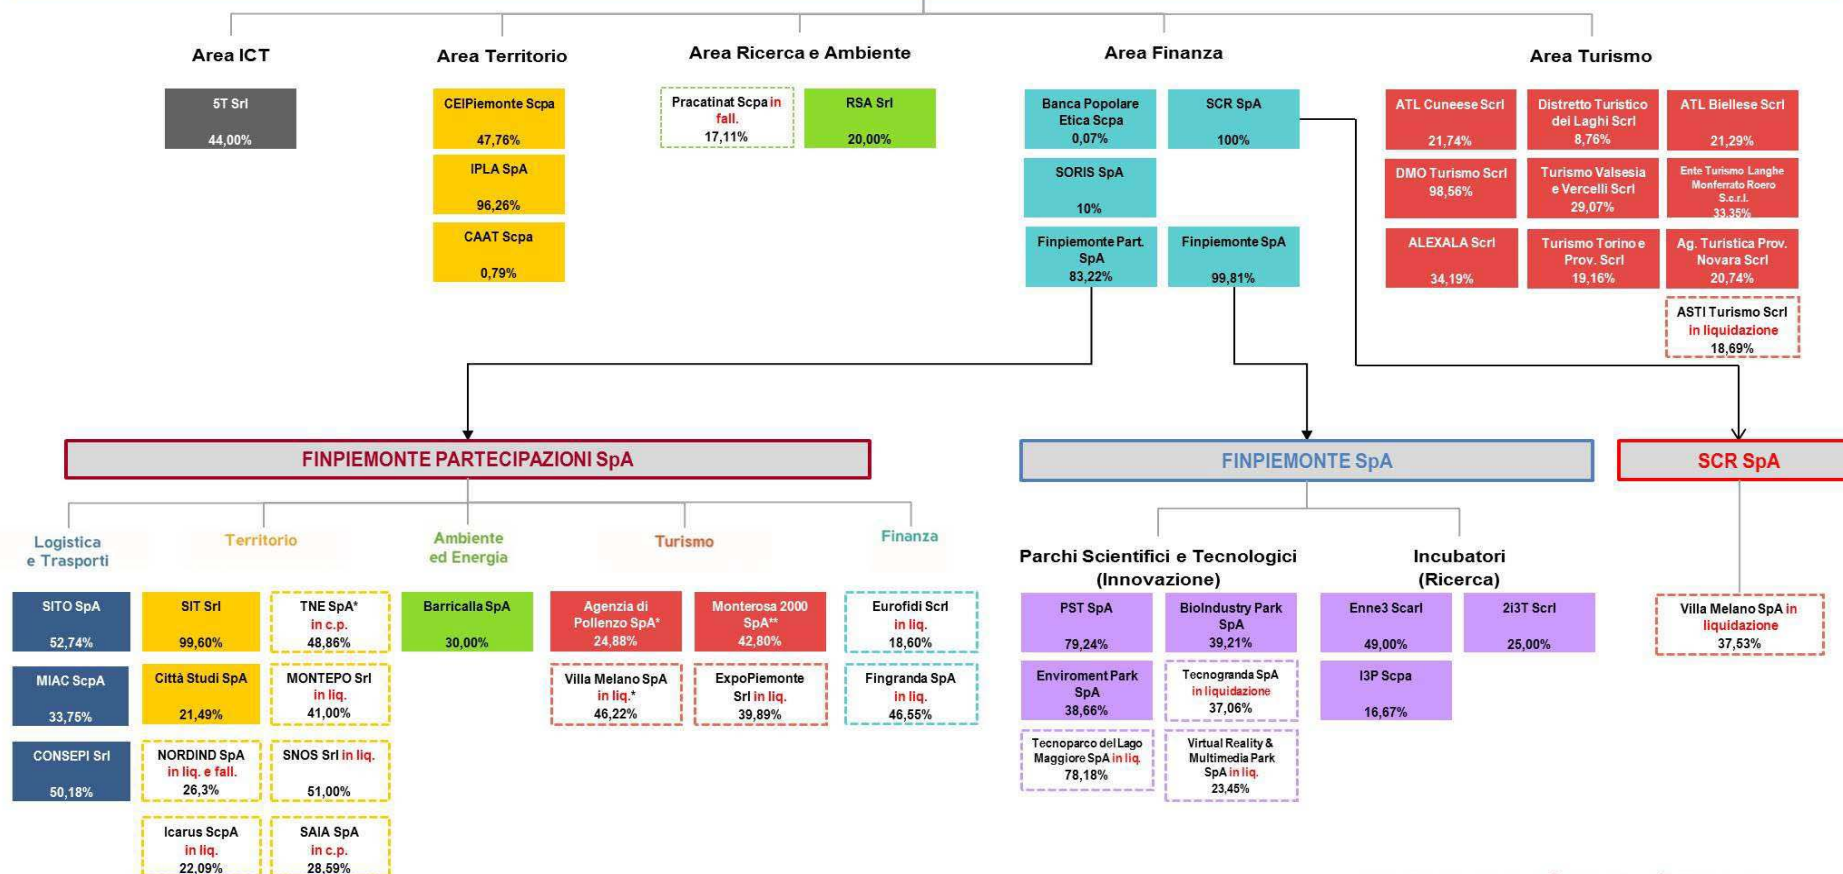 Area ICT
5T Srl
44,00%
Area Territorio
CEIPiemonte Scpa
47,76%
IPLA SpA
96,26%
CAAT Scpa
0,79%
Area Ricerca e Ambiente
Pracatinat Scpa in
fall.
17,11%
RSA Srl
20,00%
Area Finanza
Banca Popolare
Etica Scpa
0,07%
SCR SpA
100%
SORIS SpA
10%
Finpiemonte Part.
SpA
83,22%
Finpiemonte SpA
99,81%
Area Turismo
ATL Cuneese Scrl
21,74%
Distretto Turistico
dei Laghi Scrl
8,76%
ATL Biellese Scrl
21,29%
DMO Turismo Scrl
98,56%
Turismo Valsesia
e Vercelli Scrl
29,07%
Ente Turismo Langhe
Monferrato Roero
S.c.r.l.
33,35%
ALEXALA Scrl
34,19%
Turismo Torino e
Prov. Scrl
19,16%
Ag. Turistica Prov.
Novara Scrl
20,74%
ASTI Turismo Scrl
in liquidazione
18,69%
FINPIEMONTE PARTECIPAZIONI SpA
Logistica
e Trasporti
SITO SpA
52,74%
MIAC ScpA
33,75%
CONSEPI Srl
50,18%
Territorio
SIT Srl
99,60%
TNE SpA*
in c.p.
48,86%
Città Studi SpA
21,49%
MONTEPO Srl
in liq.
41,00%
NORDIND SpA
in liq. e fall.
26,3%
SNOS Srl in liq.
51,00%
Icarus ScpA
in liq.
22,09%
SAIA SpA
in c.p.
28,59%
Ambiente
ed Energia
Barricalla SpA
30,00%
Turismo
Agenzia di
Pollenzo SpA*
24,88%
Monterosa 2000
SpA**
42,80%
Villa Melano SpA
in liq.*
46,22%
ExpoPiemonte
Srl in liq.
39,89%
Finanza
Eurofidi Scrl
in liq.
18,60%
Fingranda SpA
in liq.
46,55%
FINPIEMONTE SpA
Parchi Scientifici e Tecnologici
(Innovazione)
PST SpA
79,24%
BioIndustry Park
SpA
39,21%
Enviroment Park
SpA
38,66%
Tecnogranda SpA
in liquidazione
37,06%
Tecnoparco del Lago
Maggiore SpA in liq.
78,18%
Virtual Reality &
Multimedia Park
SpA in liq.
23,45%
Incubatori
(Ricerca)
Enne3 Scarl
49,00%
2i3T Scrl
25,00%
I3P Scpa
16,67%
SCR SpA
Villa Melano SpA in
liquidazione
37,53%